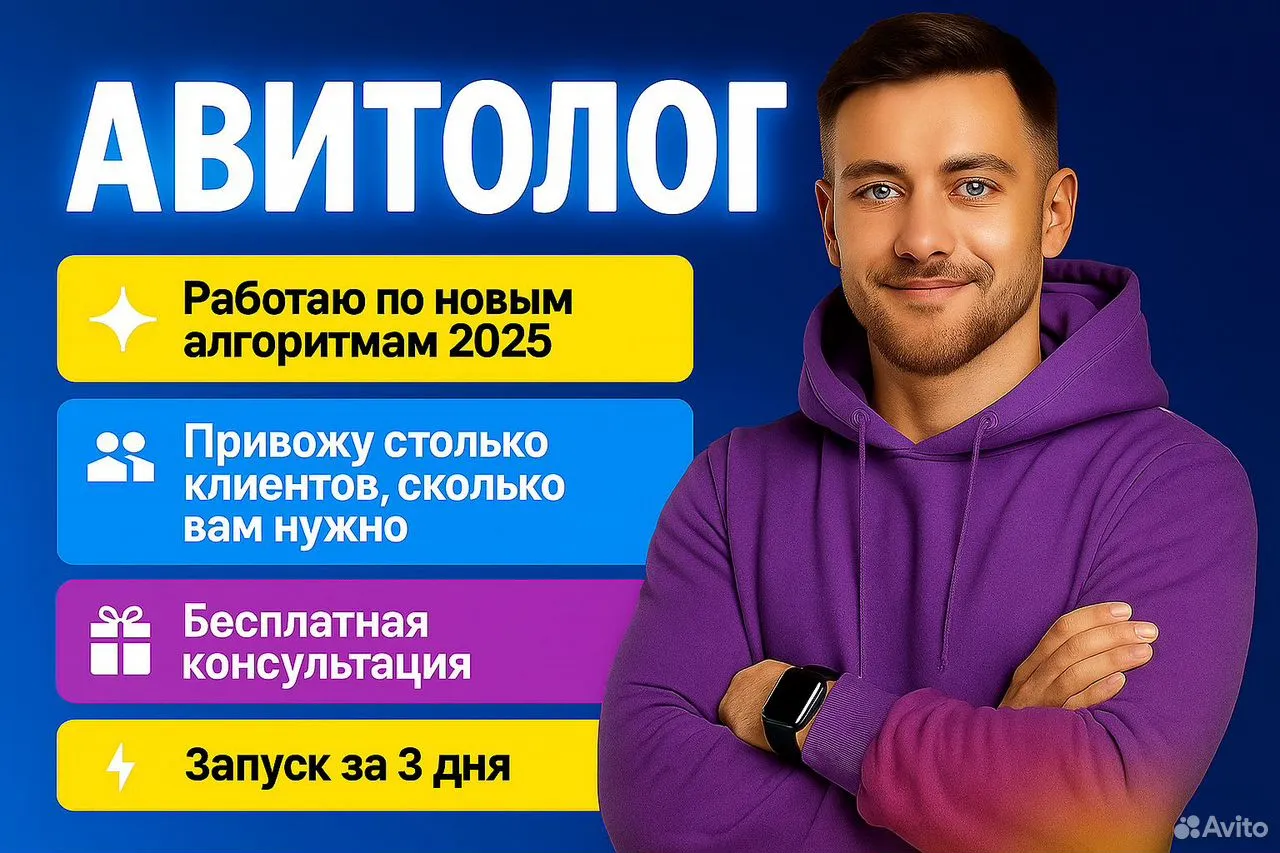 АВИТОЛОГ
Работаю по новым
алгоритмам 2025
Привожу столько
клиентов, сколько
вам нужно
Бесплатная
консультация
Запуск за 3 дня
Avito